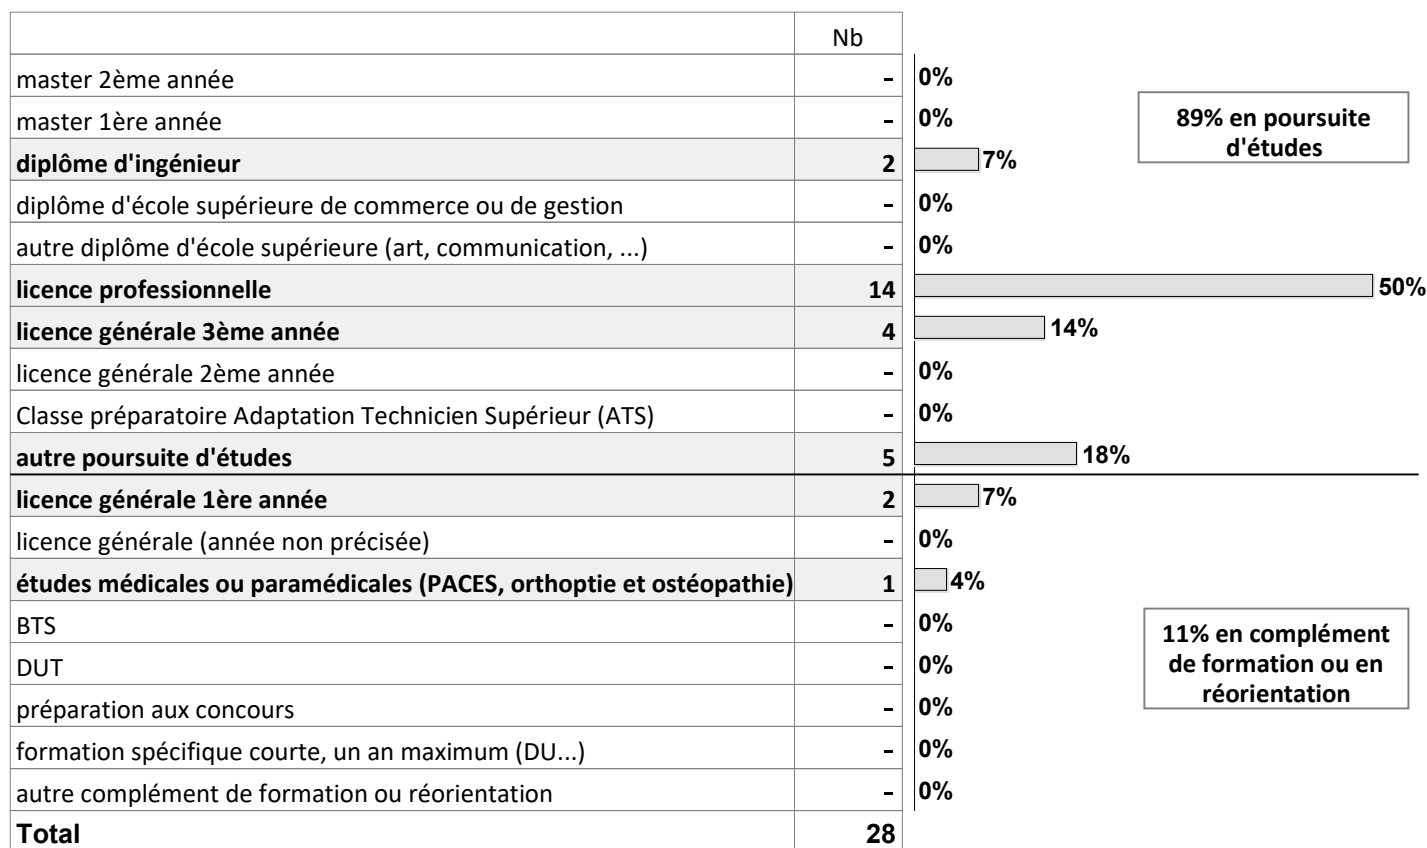 Nb
master 2ème année - 0%
master 1ère année - 0%
89% en poursuite
d'études
diplôme d'ingénieur 2 7%
diplôme d'école supérieure de commerce ou de gestion - 0%
autre diplôme d'école supérieure (art, communication, ...) - 0%
licence professionnelle 14 50%
licence générale 3ème année 4 14%
licence générale 2ème année - 0%
Classe préparatoire Adaptation Technicien Supérieur (ATS) - 0%
autre poursuite d'études 5 18%
licence générale 1ère année 2 7%
licence générale (année non précisée) - 0%
études médicales ou paramédicales (PACES, orthoptie et ostéopathie) 1 4%
BTS - 0%
DUT - 0%
11% en complément
de formation ou en
réorientation
préparation aux concours - 0%
formation spécifique courte, un an maximum (DU...) - 0%
autre complément de formation ou réorientation - 0%
Total 28